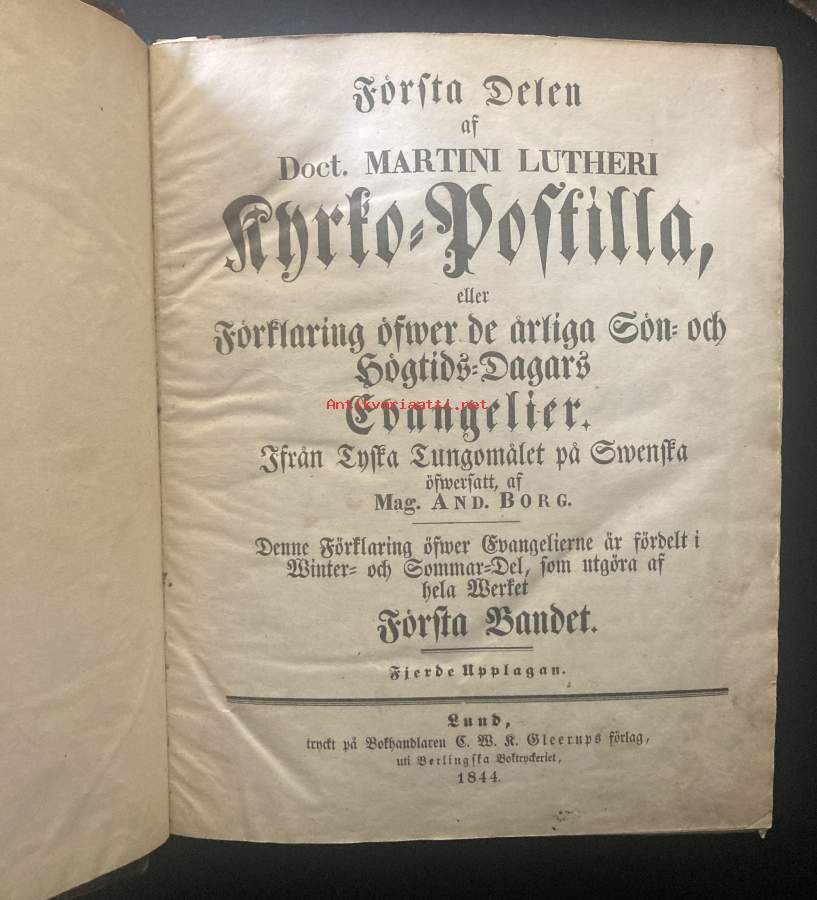 Första Delen
af
Doct. MARTINI LUTHERI
Kyrko-Postilla,
eller
Förklaring öfwer de årliga Sön- och
Högtids-Dagars
Antikvariaatti.net
Evangelier.
Ifrån Tyska Tungomålet på Swenska
öfwersatt, af
Mag. AND. BORG.
Denne Förklaring öfwer Evangelierne är fördelt i
Winter- och Sommar-Del, som utgöra af
hela Werket
Första Bandet.
Fjerde Upplagan.
Lund,
tryckt på Bokhandlaren C. W. K. Gleerups förlag,
uti Berlingska Boktryckeriet,
1844.